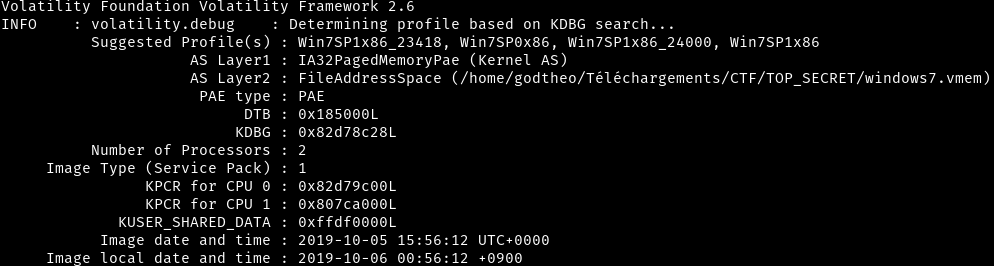 Volatility Foundation Volatility Framework 2.6
INFO    : volatility.debug    : Determining profile based on KDBG search...
          Suggested Profile(s) : Win7SP1x86_23418, Win7SP0x86, Win7SP1x86_24000, Win7SP1x86
                     AS Layer1 : IA32PagedMemoryPae (Kernel AS)
                     AS Layer2 : FileAddressSpace (/home/godtheo/Téléchargements/CTF/TOP_SECRET/windows7.vmem)
                      PAE type : PAE
                           DTB : 0x185000L
                          KDBG : 0x82d78c28L
          Number of Processors : 2
     Image Type (Service Pack) : 1
                KPCR for CPU 0 : 0x82d79c00L
                KPCR for CPU 1 : 0x807ca000L
             KUSER_SHARED_DATA : 0xffdf0000L
           Image date and time : 2019-10-05 15:56:12 UTC+0000
     Image local date and time : 2019-10-06 00:56:12 +0900